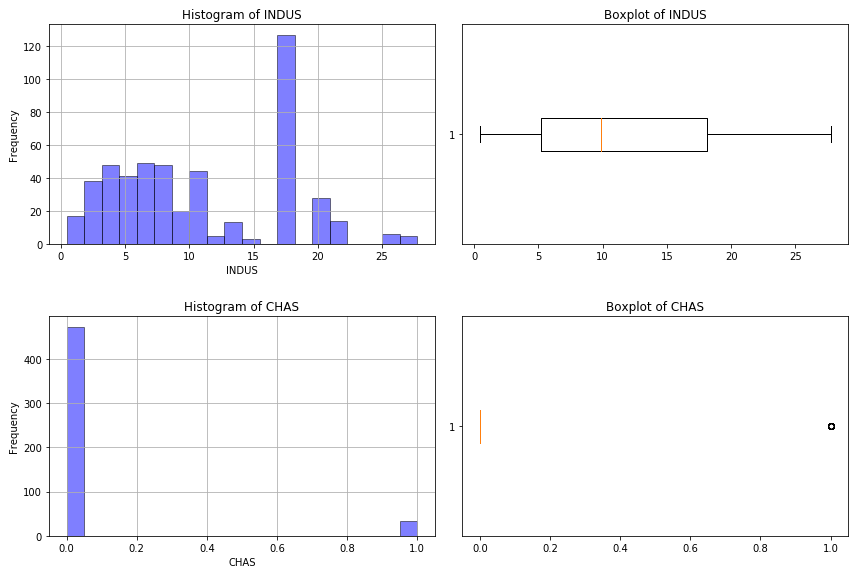 Histogram of INDUS
Boxplot of INDUS
120
100
80
60
40
20
0
Frequency
0 5 10 15 20 25
INDUS
1
0 5 10 15 20 25
Histogram of CHAS
Boxplot of CHAS
400
300
200
100
0
Frequency
0.0 0.2 0.4 0.6 0.8 1.0
CHAS
1
0.0 0.2 0.4 0.6 0.8 1.0